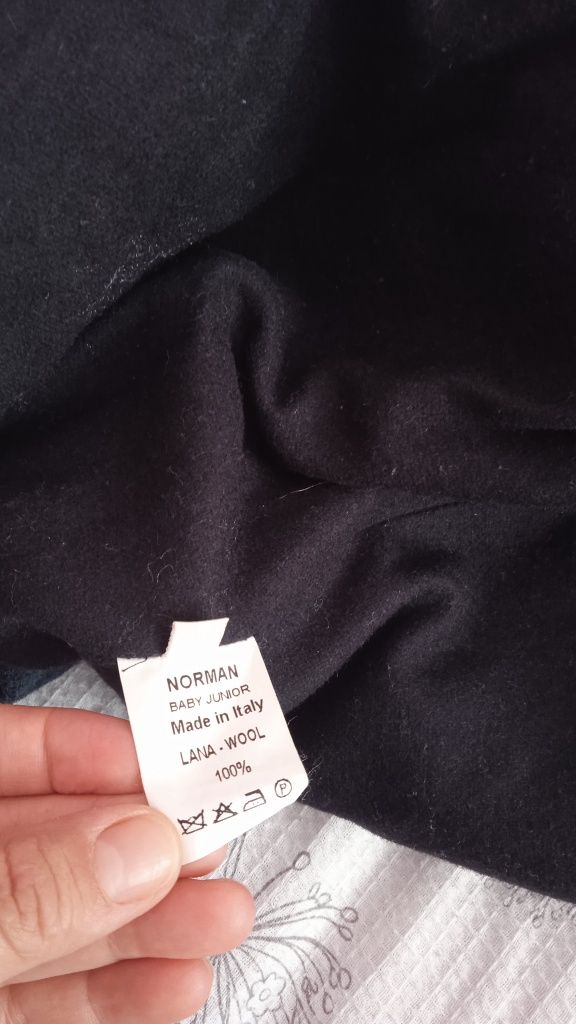 NORMAN
BABY JUNIOR
Made in Italy
LANA - WOOL
100%
P